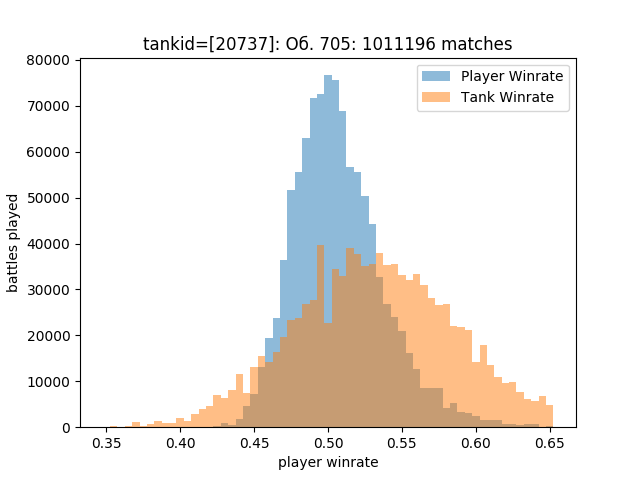 tankid=[20737]: Об. 705: 1011196 matches
Player Winrate
Tank Winrate
battles played
80000
70000
60000
50000
40000
30000
20000
10000
0
0.35 0.40 0.45 0.50 0.55 0.60 0.65
player winrate